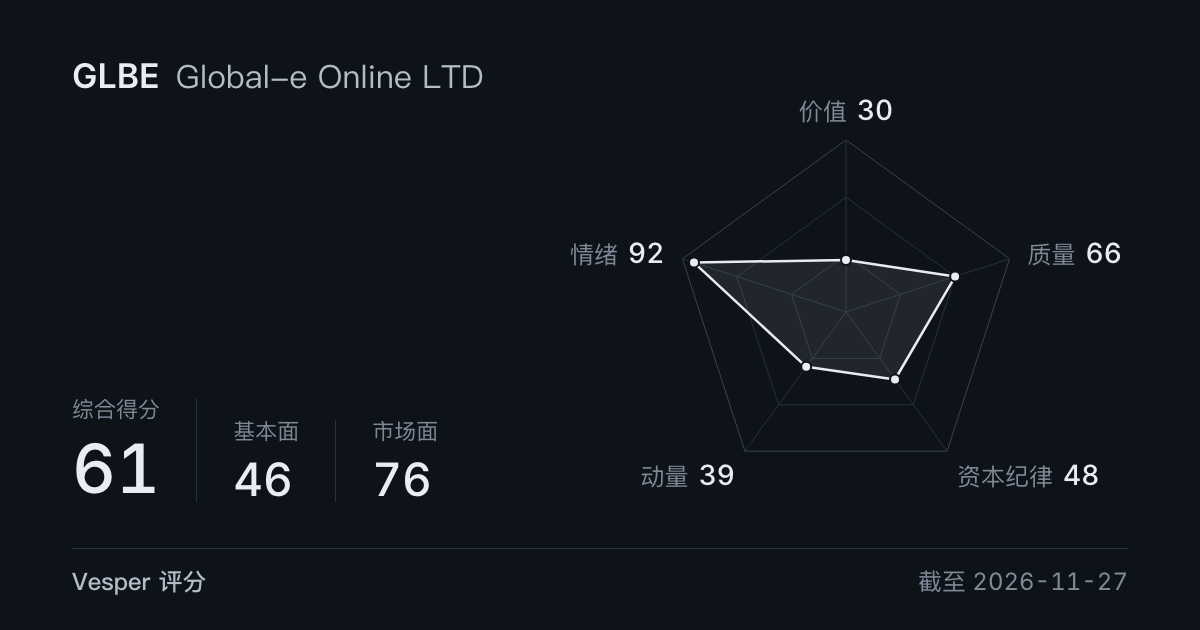 GLBE Global-e Online LTD
价值 30
情绪 92
质量 66
动量 39
资本纪律 48
综合得分
61
基本面
46
市场面
76
Vesper 评分
截至 2026-11-27